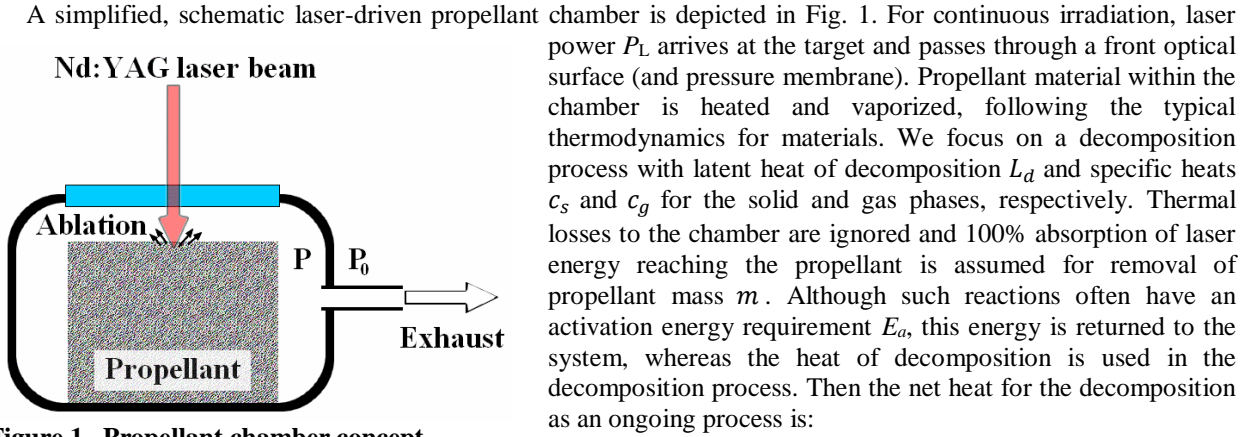 A simplified, schematic laser-driven propellant chamber is depicted in Fig. 1. For continuous irradiation, laser
power P_L arrives at the target and passes through a front optical
surface (and pressure membrane). Propellant material within the
chamber is heated and vaporized, following the typical
thermodynamics for materials. We focus on a decomposition
process with latent heat of decomposition L_d and specific heats
c_s and c_g for the solid and gas phases, respectively. Thermal
losses to the chamber are ignored and 100% absorption of laser
energy reaching the propellant is assumed for removal of
propellant mass m. Although such reactions often have an
activation energy requirement E_a, this energy is returned to the
system, whereas the heat of decomposition is used in the
decomposition process. Then the net heat for the decomposition
as an ongoing process is:
Nd:YAG laser beam
Ablation
P
P_0
Exhaust
Propellant
Figure 1. Propellant chamber concept